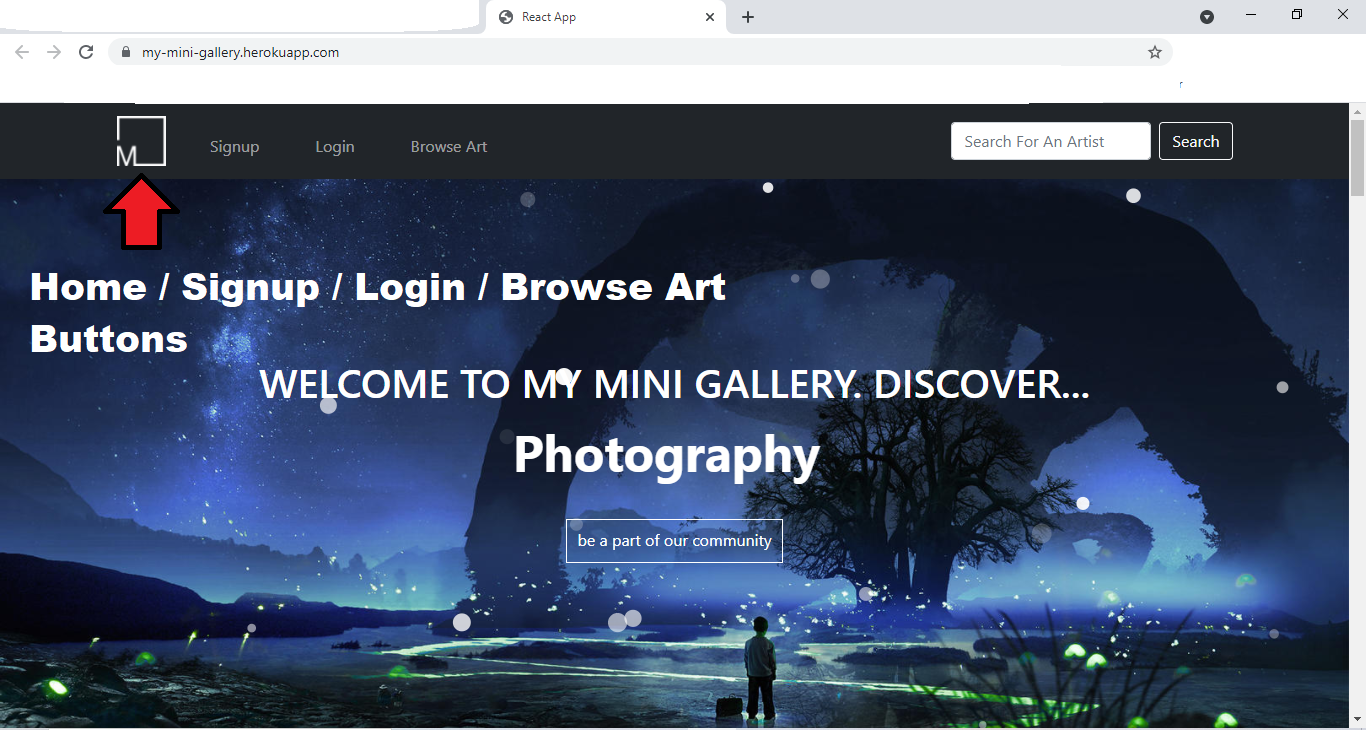 React App
my-mini-gallery.herokuapp.com
M Signup Login Browse Art Search For An Artist Search
Home / Signup / Login / Browse Art
Buttons
WELCOME TO MY MINI GALLERY. DISCOVER...
Photography
be a part of our community